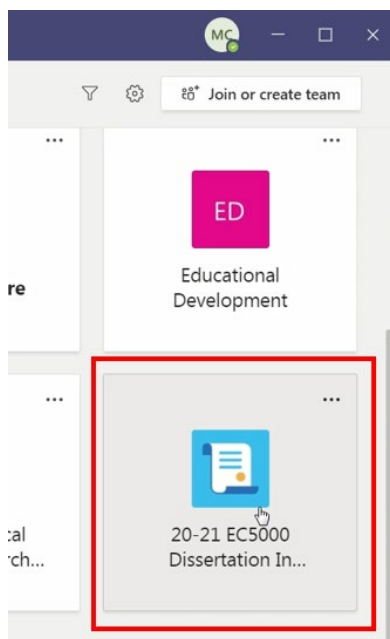 MC
Join or create team
ED
Educational
Development
re
20-21 EC5000
Dissertation In...
cal
rch...